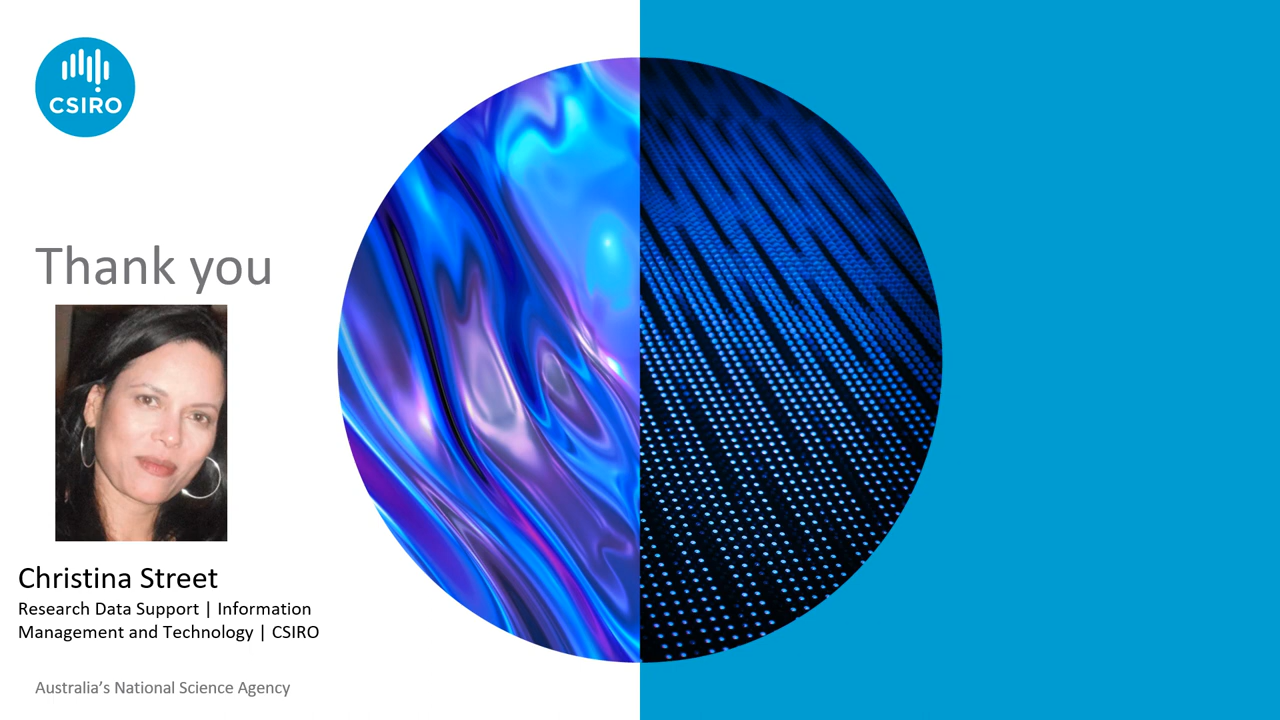 CSIRO
Thank you
Christina Street
Research Data Support | Information
Management and Technology | CSIRO
Australia’s National Science Agency